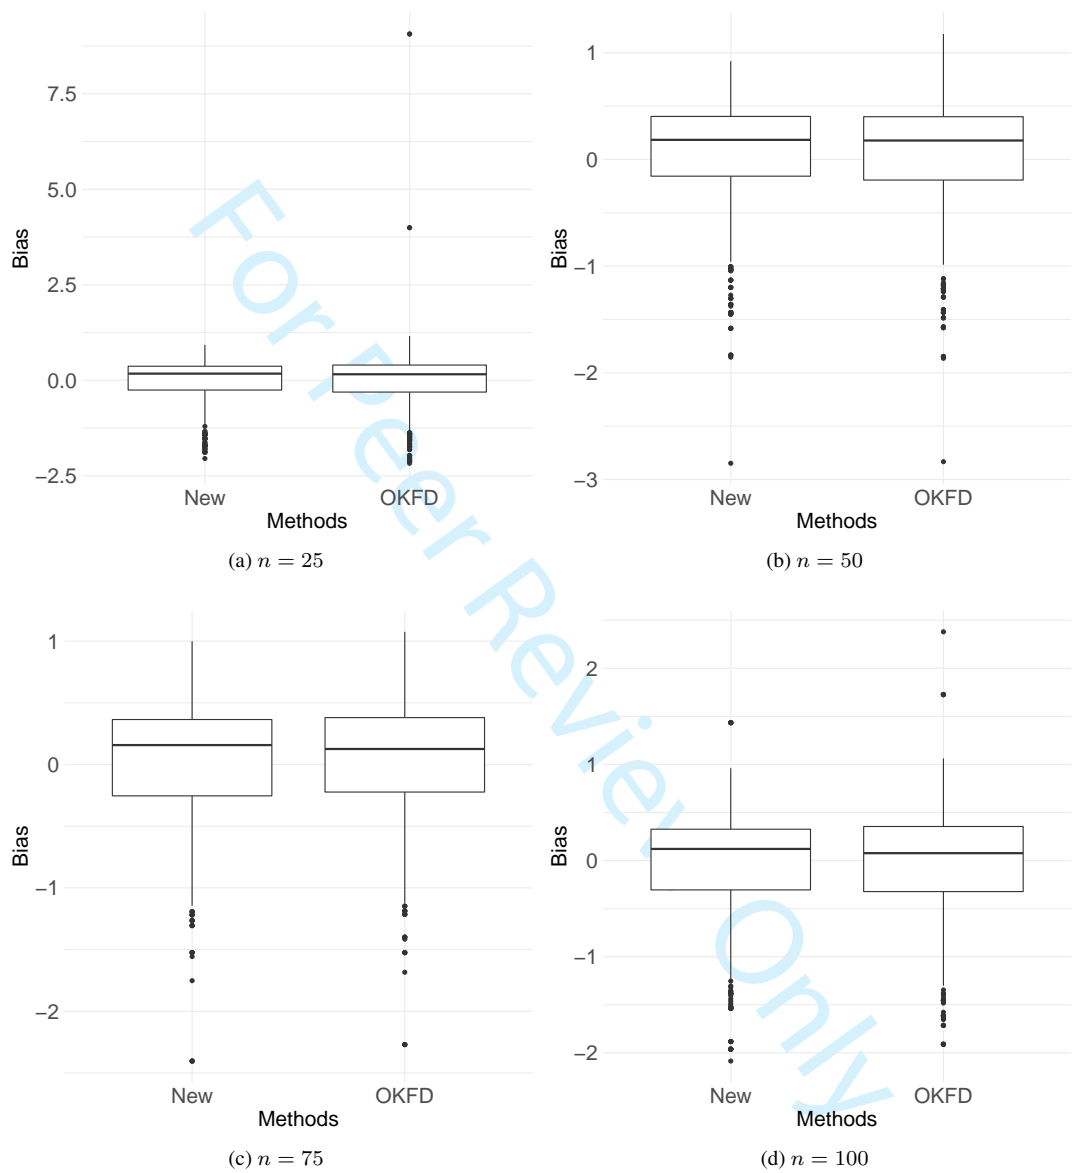 7.5
5.0
2.5
0.0
−2.5
Bias
New OKFD
Methods
(a) n = 25
1
0
−1
−2
−3
Bias
New OKFD
Methods
(b) n = 50
1
0
−1
−2
Bias
New OKFD
Methods
(c) n = 75
2
1
0
−1
−2
Bias
New OKFD
Methods
(d) n = 100
For Peer Review Only